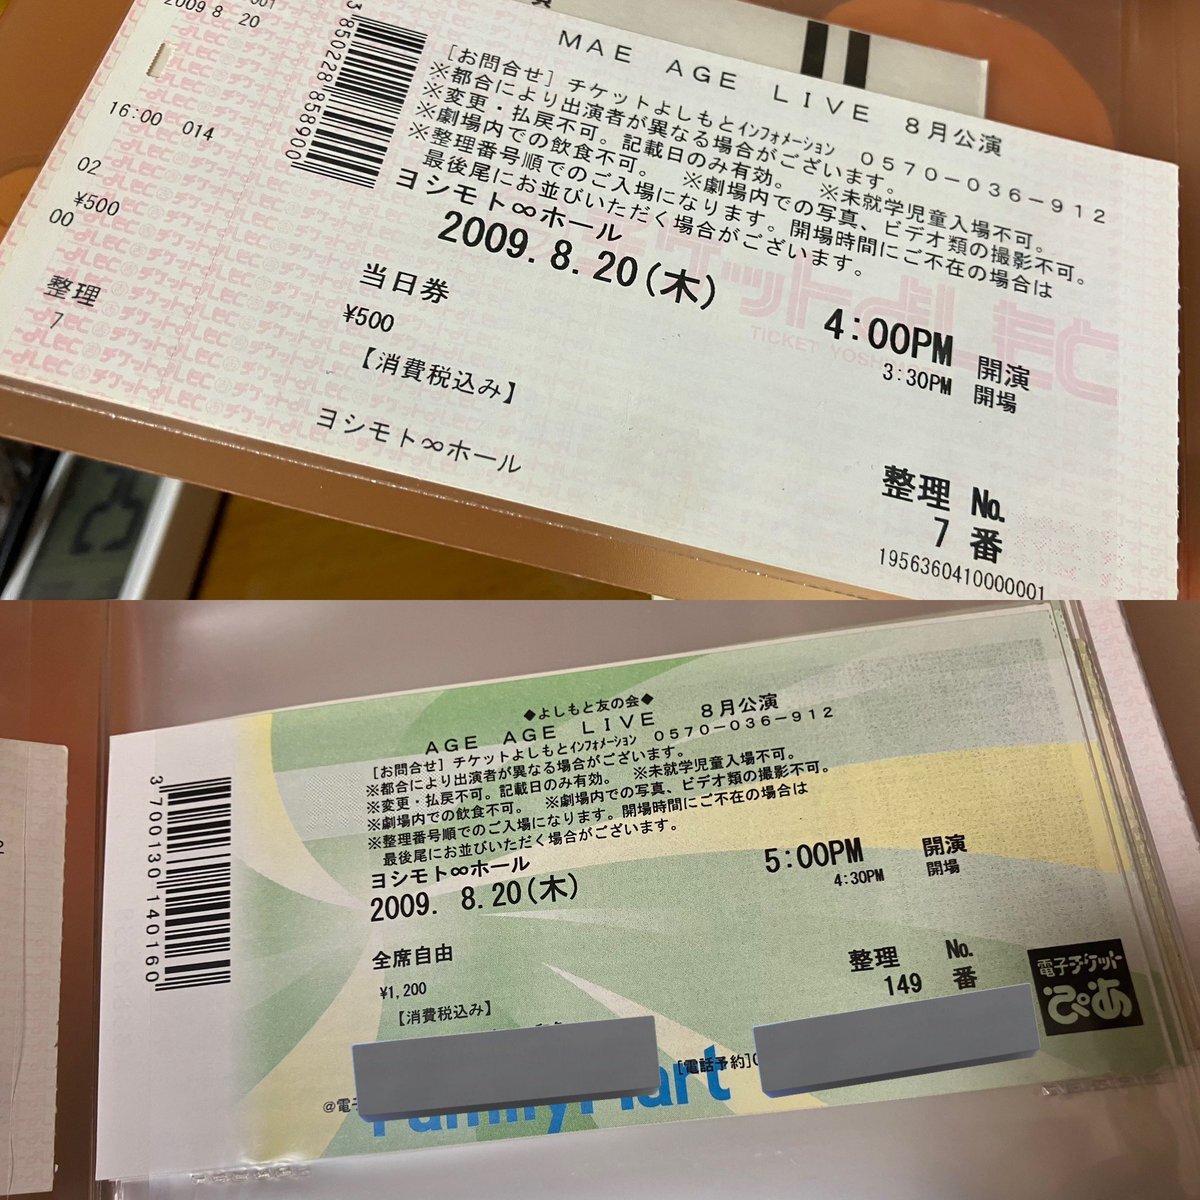 2009 8 20
16:00 014
02
¥500
00
整理
7
3850228858900
MAE AGE LIVE 8月公演
[お問合せ] チケットよしもとインフォメーション 0570-036-912
※都合により出演者が異なる場合がございます。
※変更・払戻不可。記載日のみ有効。 ※未就学児童入場不可。
※劇場内での飲食不可。 ※劇場内での写真、ビデオ類の撮影不可。
※整理番号順でのご入場になります。開場時間にご不在の場合は
最後尾にお並びいただく場合がございます。
ヨシモト∞ホール
2009.8.20(木)
4:00PM 開演
3:30PM 開場
当日券
¥500
【消費税込み】
ヨシモト∞ホール
整理 No.
7 番
1956360410000001
チケットよしもと
3700130140160
◆よしもと友の会◆
AGE AGE LIVE 8月公演
[お問合せ] チケットよしもとインフォメーション 0570-036-912
※都合により出演者が異なる場合がございます。
※変更・払戻不可。記載日のみ有効。 ※未就学児童入場不可。
※劇場内での飲食不可。 ※劇場内での写真、ビデオ類の撮影不可。
※整理番号順でのご入場になります。開場時間にご不在の場合は
最後尾にお並びいただく場合がございます。
ヨシモト∞ホール
2009. 8.20(木)
5:00PM 開演
4:30PM 開場
全席自由
¥1,200
【消費税込み】
整理 No.
149 番
電子チケット
ぴあ
[電話予約]
@電子
FamilyMart